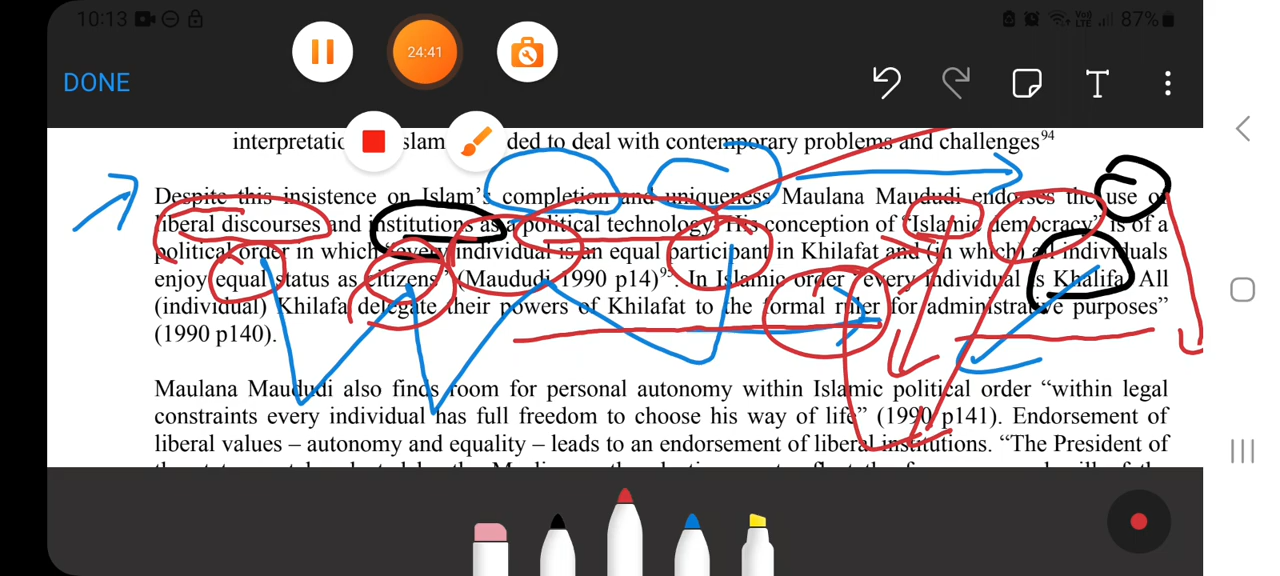 10:13
Vo))
LTE
87%
24:41
DONE
T
interpretatio slam ded to deal with contemporary problems and challenges94
Despite this insistence on Islam's completion and uniqueness Maulana Maududi endorses the use of
liberal discourses and institutions as a political technology. His conception of "Islamic democracy" is of a
political order in which "every individual is an equal participant in Khilafat and (in which) all individuals
enjoy equal status as citizens" (Maududi 1990 p14)95. In Islamic order "every individual is Khalifa All
(individual) Khilafa delegate their powers of Khilafat to the formal ruler for administrative purposes"
(1990 p140).
Maulana Maududi also finds room for personal autonomy within Islamic political order "within legal
constraints every individual has full freedom to choose his way of life" (1990 p141). Endorsement of
liberal values – autonomy and equality – leads to an endorsement of liberal institutions. "The President of